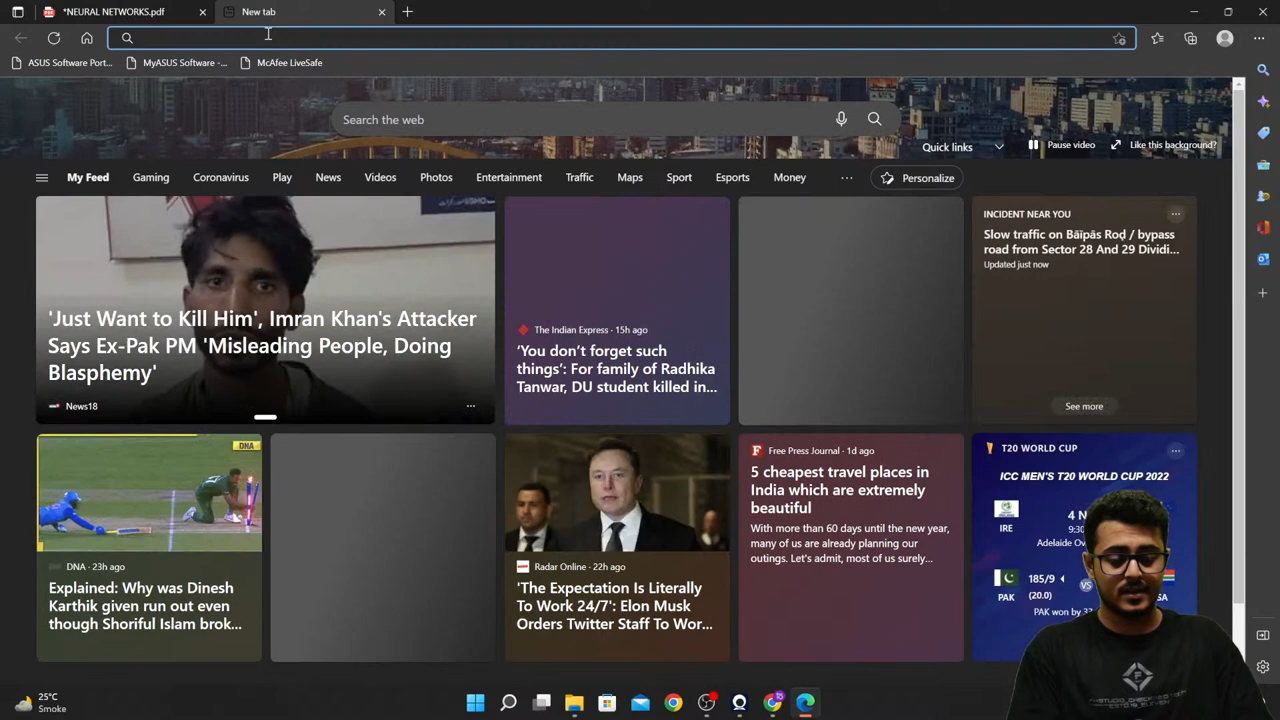 *NEURAL NETWORKS.pdf
New tab
ASUS Software Port...
MyASUS Software -...
McAfee LiveSafe
Search the web
Quick links
Pause video
Like this background?
My Feed
Gaming
Coronavirus
Play
News
Videos
Photos
Entertainment
Traffic
Maps
Sport
Esports
Money
Personalize
'Just Want to Kill Him', Imran Khan's Attacker
Says Ex-Pak PM 'Misleading People, Doing
Blasphemy'
News18
The Indian Express · 15h ago
‘You don’t forget such
things’: For family of Radhika
Tanwar, DU student killed in...
INCIDENT NEAR YOU
Slow traffic on Bāīpās Roḍ / bypass
road from Sector 28 And 29 Dividi...
Updated just now
See more
DNA
DNA · 23h ago
Explained: Why was Dinesh
Karthik given run out even
though Shoriful Islam brok...
Radar Online · 22h ago
'The Expectation Is Literally
To Work 24/7': Elon Musk
Orders Twitter Staff To Wor...
Free Press Journal · 1d ago
5 cheapest travel places in
India which are extremely
beautiful
With more than 60 days until the new year,
many of us are already planning our
outings. Let's admit, most of us surely...
T20 WORLD CUP
ICC MEN'S T20 WORLD CUP 2022
IRE
4 N
9:30
Adelaide Ov
PAK
185/9
(20.0)
VS
SA
PAK won by 33
25°C
Smoke